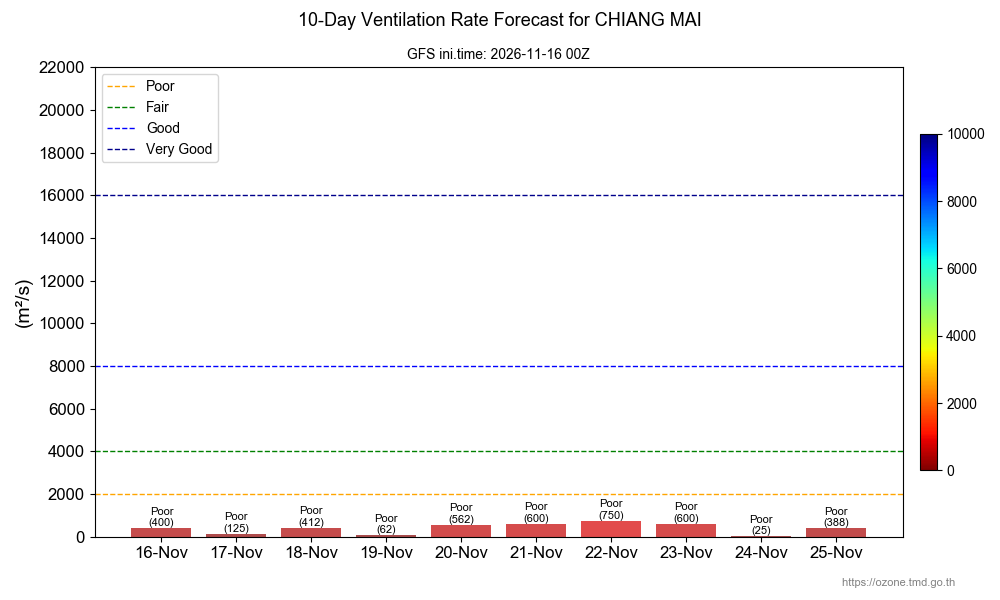 10-Day Ventilation Rate Forecast for CHIANG MAI
GFS ini.time: 2026-11-16 00Z
(m²/s)
22000
20000
18000
16000
14000
12000
10000
8000
6000
4000
2000
0
Poor
Fair
Good
Very Good
Poor
(400)
Poor
(125)
Poor
(412)
Poor
(62)
Poor
(562)
Poor
(600)
Poor
(750)
Poor
(600)
Poor
(25)
Poor
(388)
16-Nov 17-Nov 18-Nov 19-Nov 20-Nov 21-Nov 22-Nov 23-Nov 24-Nov 25-Nov
10000
8000
6000
4000
2000
0
https://ozone.tmd.go.th